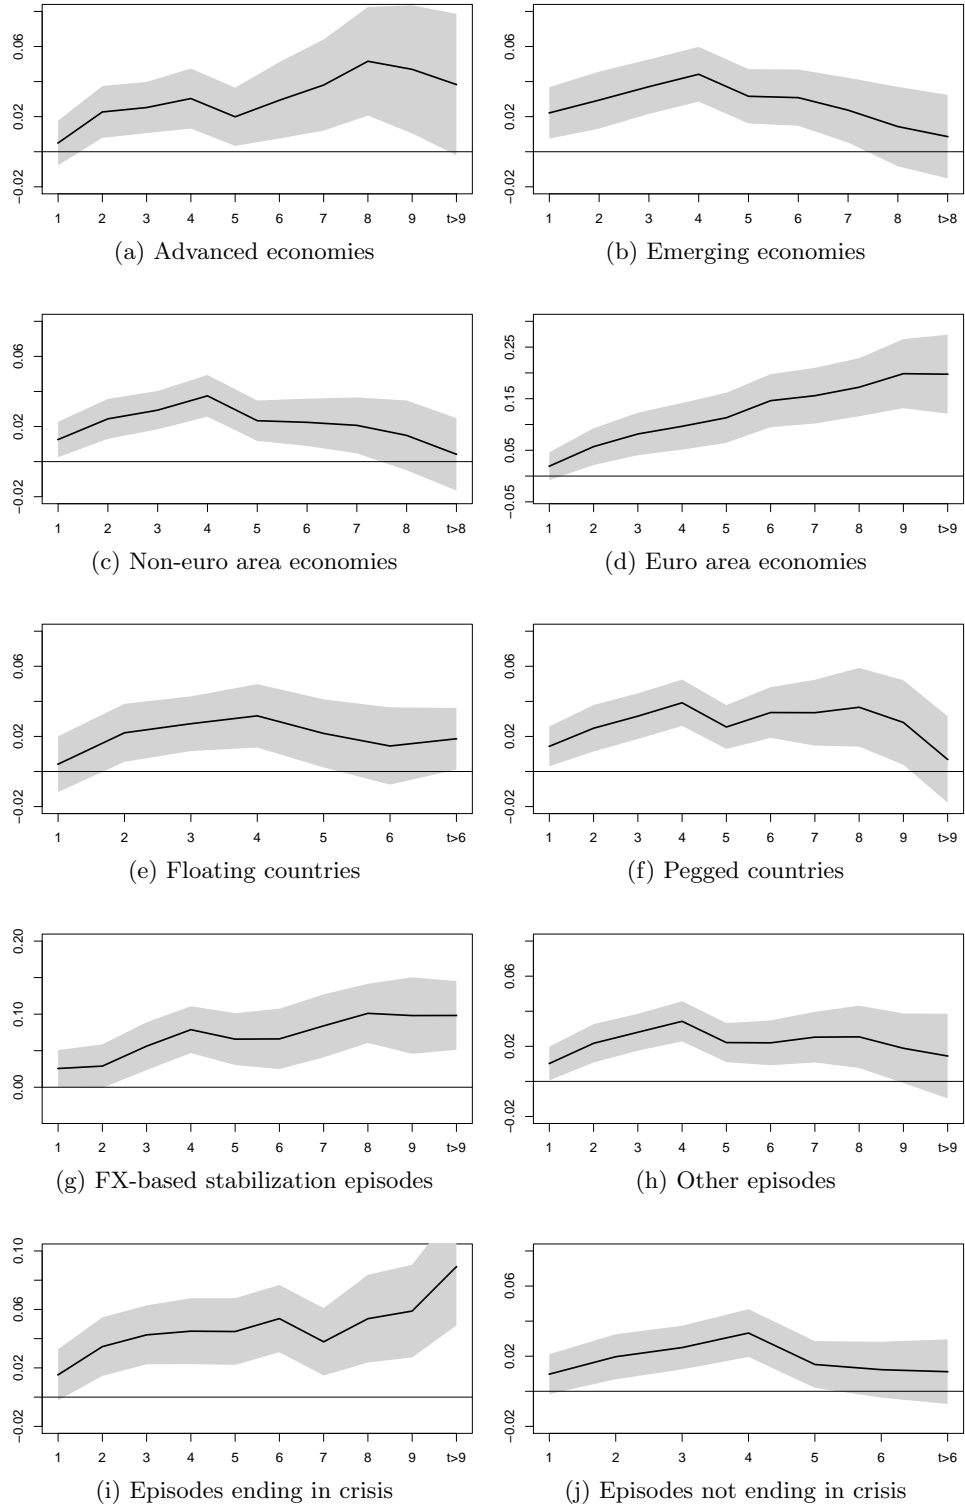 0.06
0.02
−0.02
1 2 3 4 5 6 7 8 9 t>9
(a) Advanced economies
0.06
0.02
−0.02
1 2 3 4 5 6 7 8 t>8
(b) Emerging economies
0.06
0.02
−0.02
1 2 3 4 5 6 7 8 t>8
(c) Non-euro area economies
0.25
0.15
0.05
−0.05
1 2 3 4 5 6 7 8 9 t>9
(d) Euro area economies
0.06
0.02
−0.02
1 2 3 4 5 6 t>6
(e) Floating countries
0.06
0.02
−0.02
1 2 3 4 5 6 7 8 9 t>9
(f) Pegged countries
0.20
0.10
0.00
1 2 3 4 5 6 7 8 9 t>9
(g) FX-based stabilization episodes
0.06
0.02
−0.02
1 2 3 4 5 6 7 8 9 t>9
(h) Other episodes
0.10
0.06
0.02
−0.02
1 2 3 4 5 6 7 8 9 t>9
(i) Episodes ending in crisis
0.06
0.02
−0.02
1 2 3 4 5 6 t>6
(j) Episodes not ending in crisis